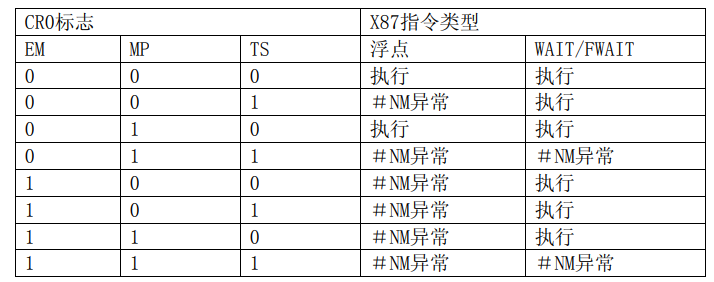 CR0标志 X87指令类型
EM MP TS 浮点 WAIT/FWAIT
0 0 0 执行 执行
0 0 1 ＃NM异常 执行
0 1 0 执行 执行
0 1 1 ＃NM异常 ＃NM异常
1 0 0 ＃NM异常 执行
1 0 1 ＃NM异常 执行
1 1 0 ＃NM异常 执行
1 1 1 ＃NM异常 ＃NM异常